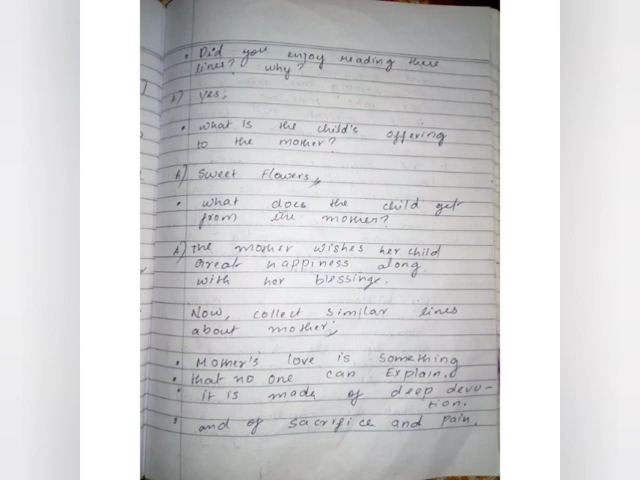 • Did you enjoy reading these
lines? why?
A) yes,
• what is the child's offering
to the mother?
A) Sweet Flowers,
• what does the child get
from the mother?
A) the mother wishes her child
Great happiness along
with her blessing.
Now, collect similar lines
about mother;
• Mother's love is something
• that no one can Explain.
• it is made of deep devo-
tion.
• and of sacrifice and pain.